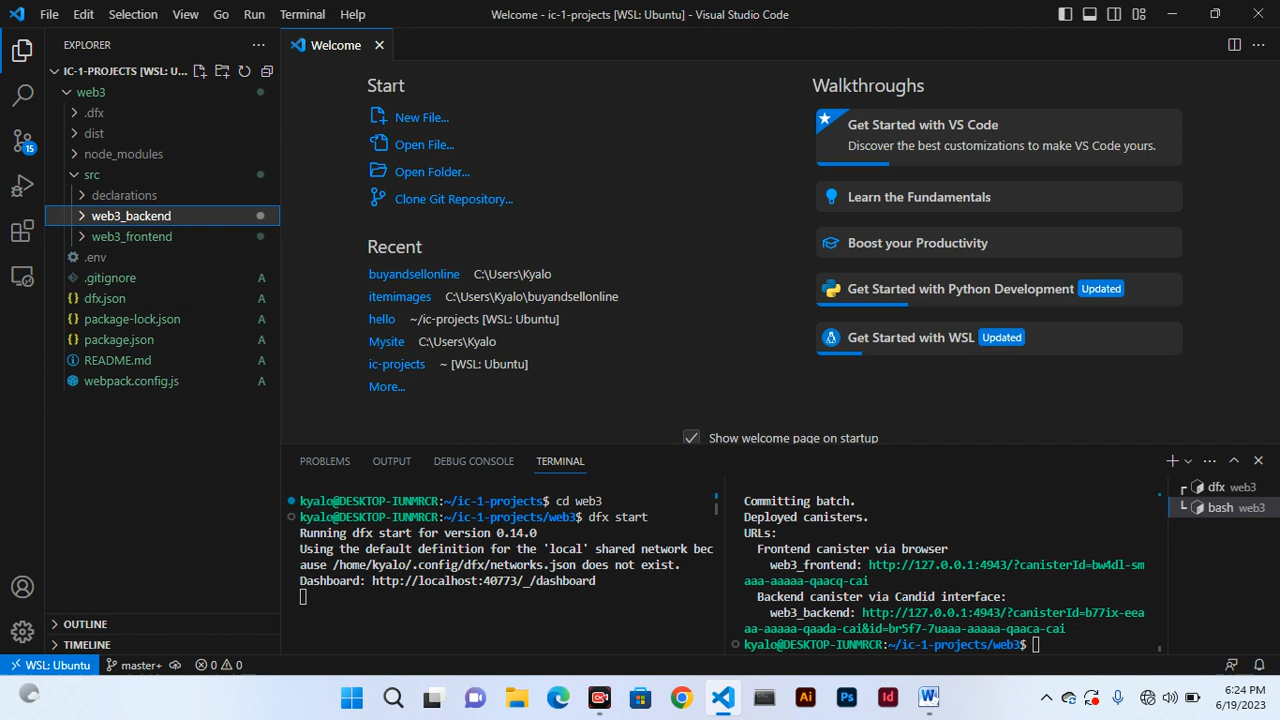 File Edit Selection View Go Run Terminal Help
Welcome - ic-1-projects [WSL: Ubuntu] - Visual Studio Code
EXPLORER
IC-1-PROJECTS [WSL: U...
web3
.dfx
dist
node_modules
src
declarations
web3_backend
web3_frontend
.env
.gitignore A
dfx.json A
package-lock.json A
package.json A
README.md A
webpack.config.js A
OUTLINE
TIMELINE
15
Welcome
Start
New File...
Open File...
Open Folder...
Clone Git Repository...
Recent
buyandsellonline C:\Users\Kyalo
itemimages C:\Users\Kyalo\buyandsellonline
hello ~/ic-projects [WSL: Ubuntu]
Mysite C:\Users\Kyalo
ic-projects ~ [WSL: Ubuntu]
More...
Walkthroughs
Get Started with VS Code
Discover the best customizations to make VS Code yours.
Learn the Fundamentals
Boost your Productivity
Get Started with Python Development Updated
Get Started with WSL Updated
Show welcome page on startup
PROBLEMS OUTPUT DEBUG CONSOLE TERMINAL
kyalo@DESKTOP-IUNMRCR:~/ic-1-projects$ cd web3
kyalo@DESKTOP-IUNMRCR:~/ic-1-projects/web3$ dfx start
Running dfx start for version 0.14.0
Using the default definition for the 'local' shared network bec
ause /home/kyalo/.config/dfx/networks.json does not exist.
Dashboard: http://localhost:40773/_/dashboard
Committing batch.
Deployed canisters.
URLs:
Frontend canister via browser
web3_frontend: http://127.0.0.1:4943/?canisterId=bw4dl-sm
aaa-aaaaa-qaacq-cai
Backend canister via Candid interface:
web3_backend: http://127.0.0.1:4943/?canisterId=b77ix-eea
aa-aaaaa-qaada-cai&id=br5f7-7uaaa-aaaaa-qaaca-cai
kyalo@DESKTOP-IUNMRCR:~/ic-1-projects/web3$
dfx web3
bash web3
WSL: Ubuntu master+ 0 0
Ai Ps Id
6:24 PM
6/19/2023